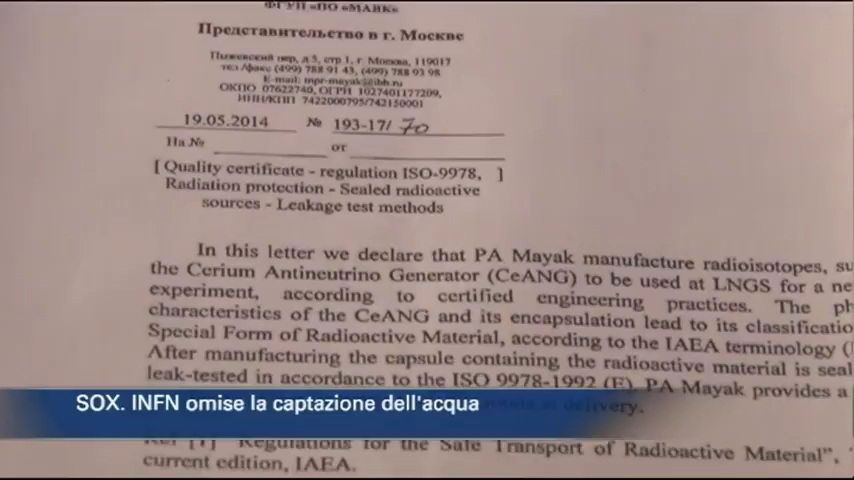 ФГУП «ПО «МАЯК»
Представительство в г. Москве
Пыжевский пер, д.5, стр.1, г. Москва, 119017
тел./факс (499) 788 91 43, (499) 788 93 98
E-mail: mpr-mayak@ibh.ru
ОКПО 07622740, ОГРН 1027401177209,
ИНН/КПП 7422000795/742150001
19.05.2014 № 193-17/ 70
На № от
[ Quality certificate - regulation ISO-9978, ]
Radiation protection - Sealed radioactive
sources - Leakage test methods
In this letter we declare that PA Mayak manufacture radioisotopes, su
the Cerium Antineutrino Generator (CeANG) to be used at LNGS for a ne
experiment, according to certified engineering practices. The ph
characteristics of the CeANG and its encapsulation lead to its classificatio
Special Form of Radioactive Material, according to the IAEA terminology (
After manufacturing the capsule containing the radioactive material is seal
leak-tested in accordance to the ISO 9978-1992 (E). PA Mayak provides a
delivery.
SOX. INFN omise la captazione dell'acqua
Ref [1] "Regulations for the Safe Transport of Radioactive Material",
current edition, IAEA.